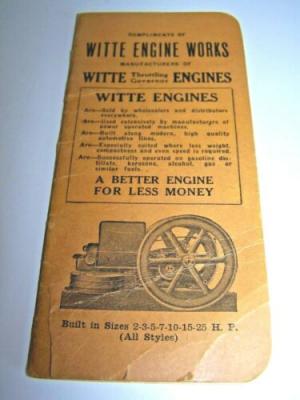 COMPLIMENTS OF
WITTE ENGINE WORKS
MANUFACTURERS OF
WITTE Throttling Governor ENGINES
WITTE ENGINES
Are—Sold by wholesalers and distributors
everywhere.
Are—Used extensively by manufacturers of
power operated machines.
Are—Built along modern, high quality
automotive lines.
Are—Especially suited where less weight,
compactness and even speed is required.
Are—Successfully operated on gasoline dis-
tillate, kerosene, alcohol, gas or
similar fuels.
A BETTER ENGINE
FOR LESS MONEY
Built in Sizes 2-3-5-7-10-15-25 H. P.
(All Styles)